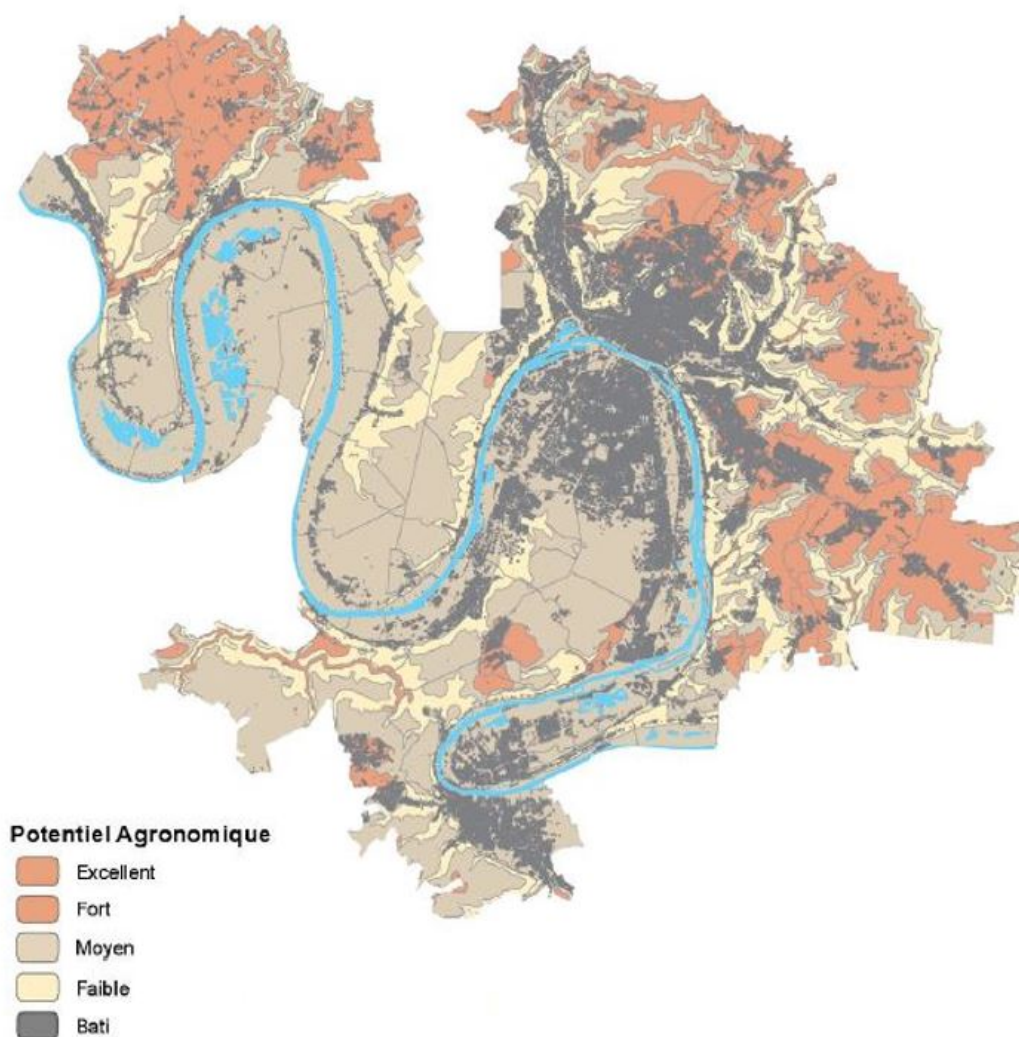 Potentiel Agronomique
Excellent
Fort
Moyen
Faible
Bati